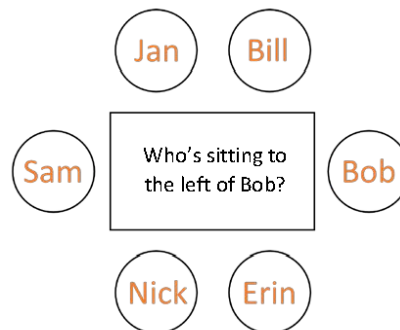 Jan Bill
Sam
Who's sitting to
the left of Bob?
Bob
Nick Erin